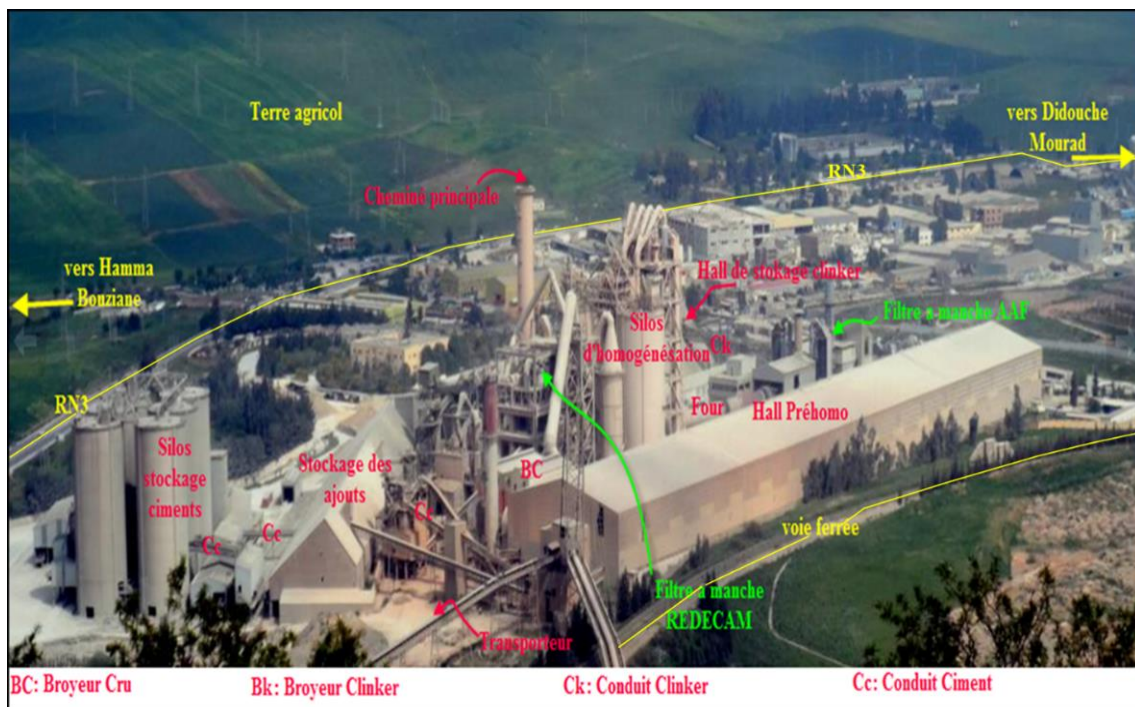 Terre agricol
vers Didouche
Mourad
RN3
Cheminé principale
vers Hamma
Bouziane
Hall de stokage clinker
Filtre a mancho AAF
Silos
d'homogénésation
Ck
RN3
Four
Hall Préhomo
Silos
stockage
ciments
Stockage des
ajouts
BC
Cc
Cc
Cc
voie ferrée
Filtre a manche
REDECAM
Transporteur
BC: Broyeur Cru
Bk: Broyeur Clinker
Ck: Conduit Clinker
Cc: Conduit Ciment